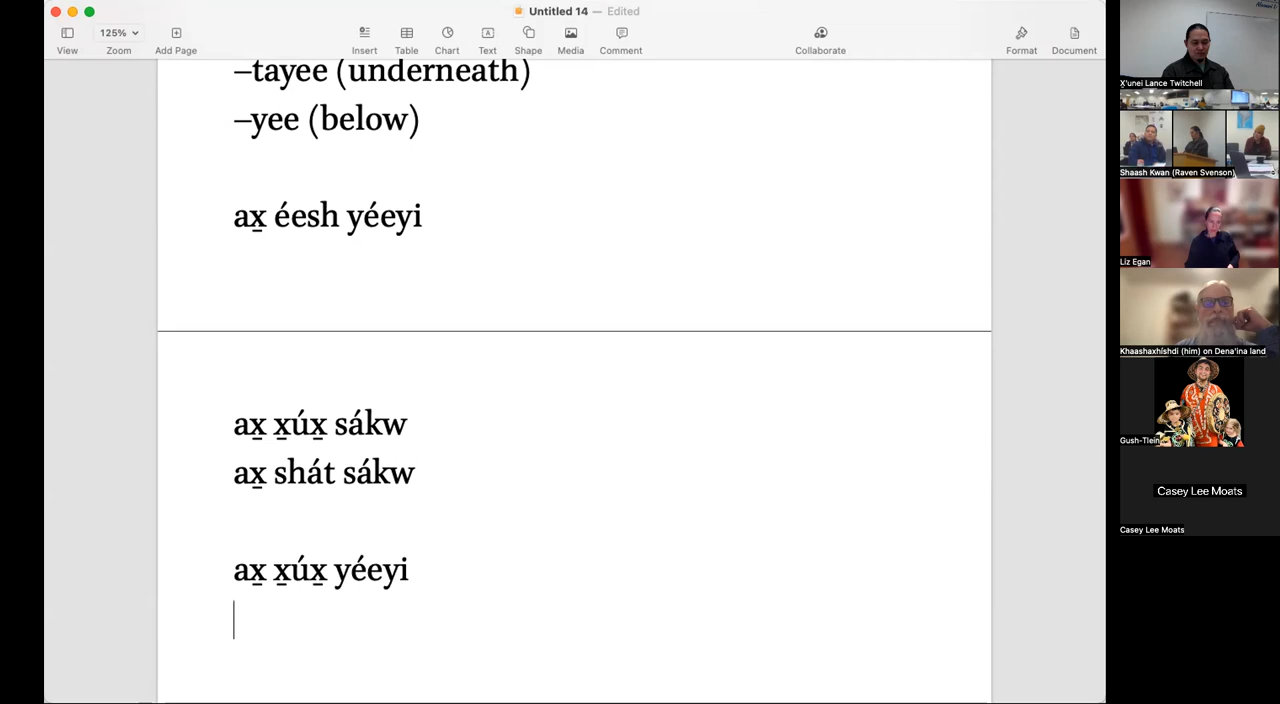 Untitled 14 — Edited
125%
View
Zoom
Add Page
Insert
Table
Chart
Text
Shape
Media
Comment
Collaborate
Format
Document
–tayee (underneath)
–yee (below)
ax̱ éesh yéeyi
ax̱ x̱úx̱ sákw
ax̱ shát sákw
ax̱ x̱úx̱ yéeyi
X̱'unei Lance Twitchell
Shaash Kwan (Raven Svenson)
Liz Egan
Khaashaxhíshdi (him) on Dena'ina land
Gush-Tlein
Casey Lee Moats
Casey Lee Moats